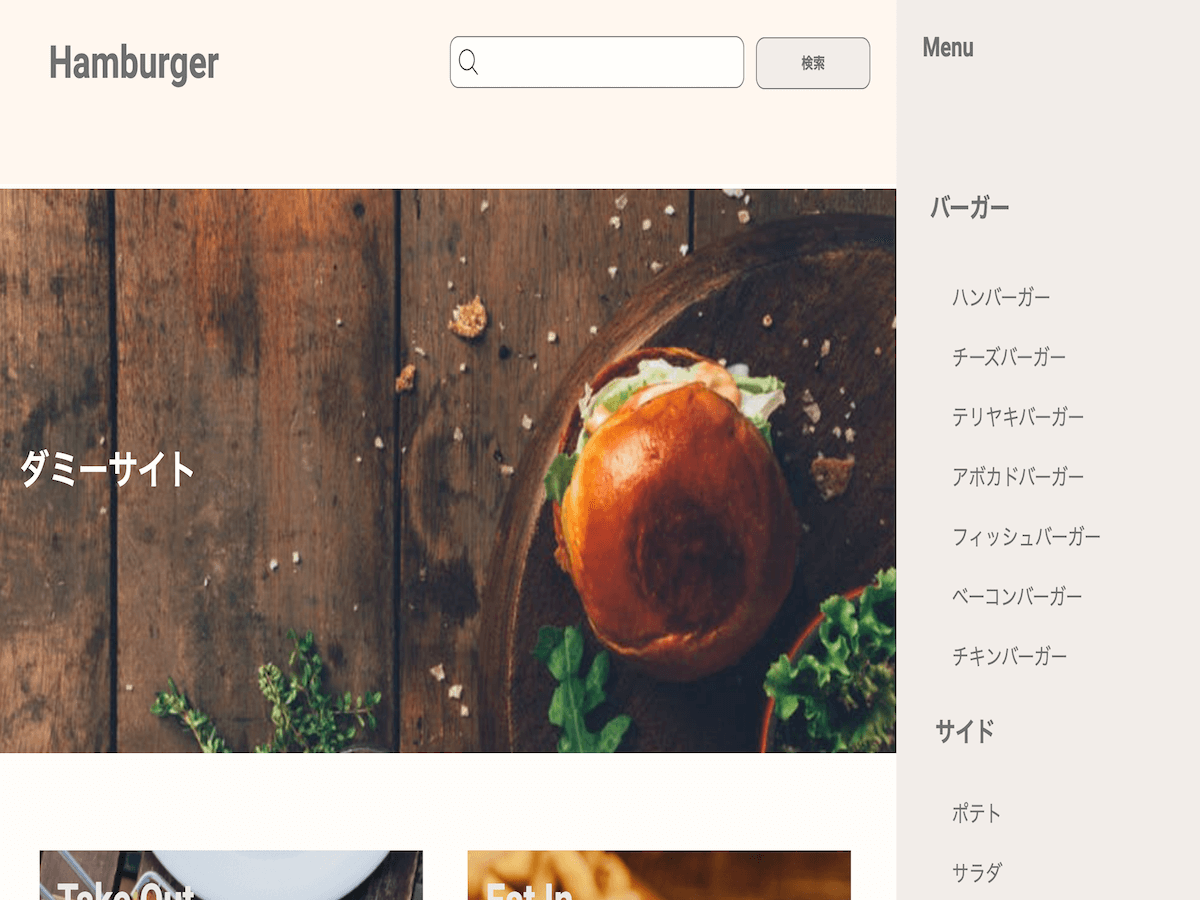 Hamburger
検索
ダミーサイト
Take Out
Eat In
Menu
バーガー
ハンバーガー
チーズバーガー
テリヤキバーガー
アボカドバーガー
フィッシュバーガー
ベーコンバーガー
チキンバーガー
サイド
ポテト
サラダ